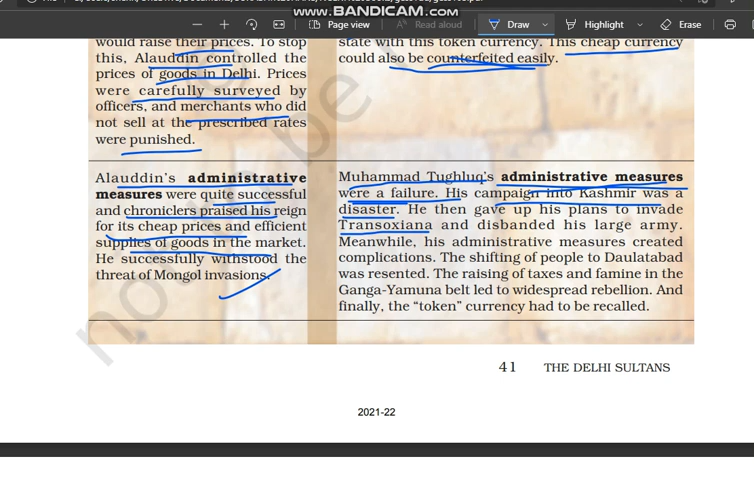 www.BANDICAM.com
Page view
Read aloud
Draw
Highlight
Erase
would raise their prices. To stop
this, Alauddin controlled the
prices of goods in Delhi. Prices
were carefully surveyed by
officers, and merchants who did
not sell at the prescribed rates
were punished.
state with this token currency. This cheap currency
could also be counterfeited easily.
Alauddin's administrative
measures were quite successful
and chroniclers praised his reign
for its cheap prices and efficient
supplies of goods in the market.
He successfully withstood the
threat of Mongol invasions.
Muhammad Tughluq's administrative measures
were a failure. His campaign into Kashmir was a
disaster. He then gave up his plans to invade
Transoxiana and disbanded his large army.
Meanwhile, his administrative measures created
complications. The shifting of people to Daulatabad
was resented. The raising of taxes and famine in the
Ganga-Yamuna belt led to widespread rebellion. And
finally, the “token” currency had to be recalled.
41 THE DELHI SULTANS
2021-22